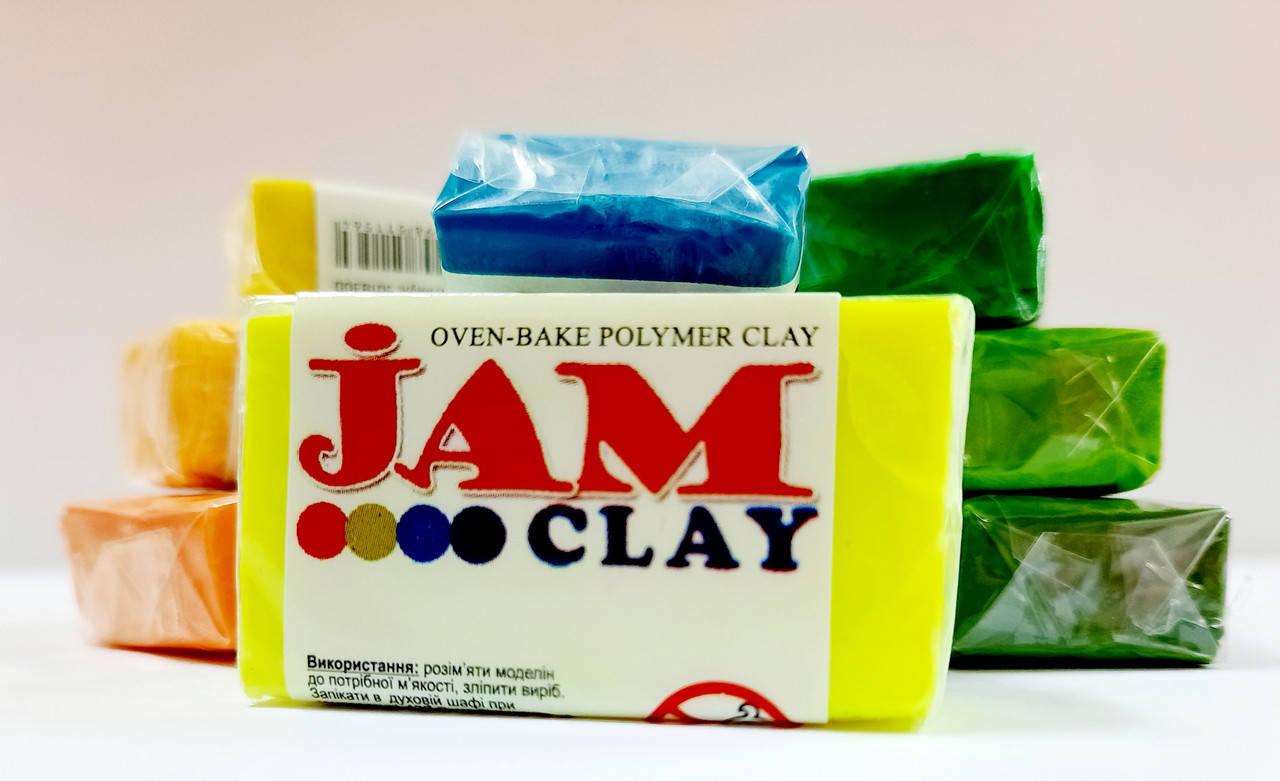 OVEN-BAKE POLYMER CLAY
JAM
CLAY
Використання: розім'яти моделін
до потрібної м'якості, зліпити виріб.
Запікати в духовій шафі при